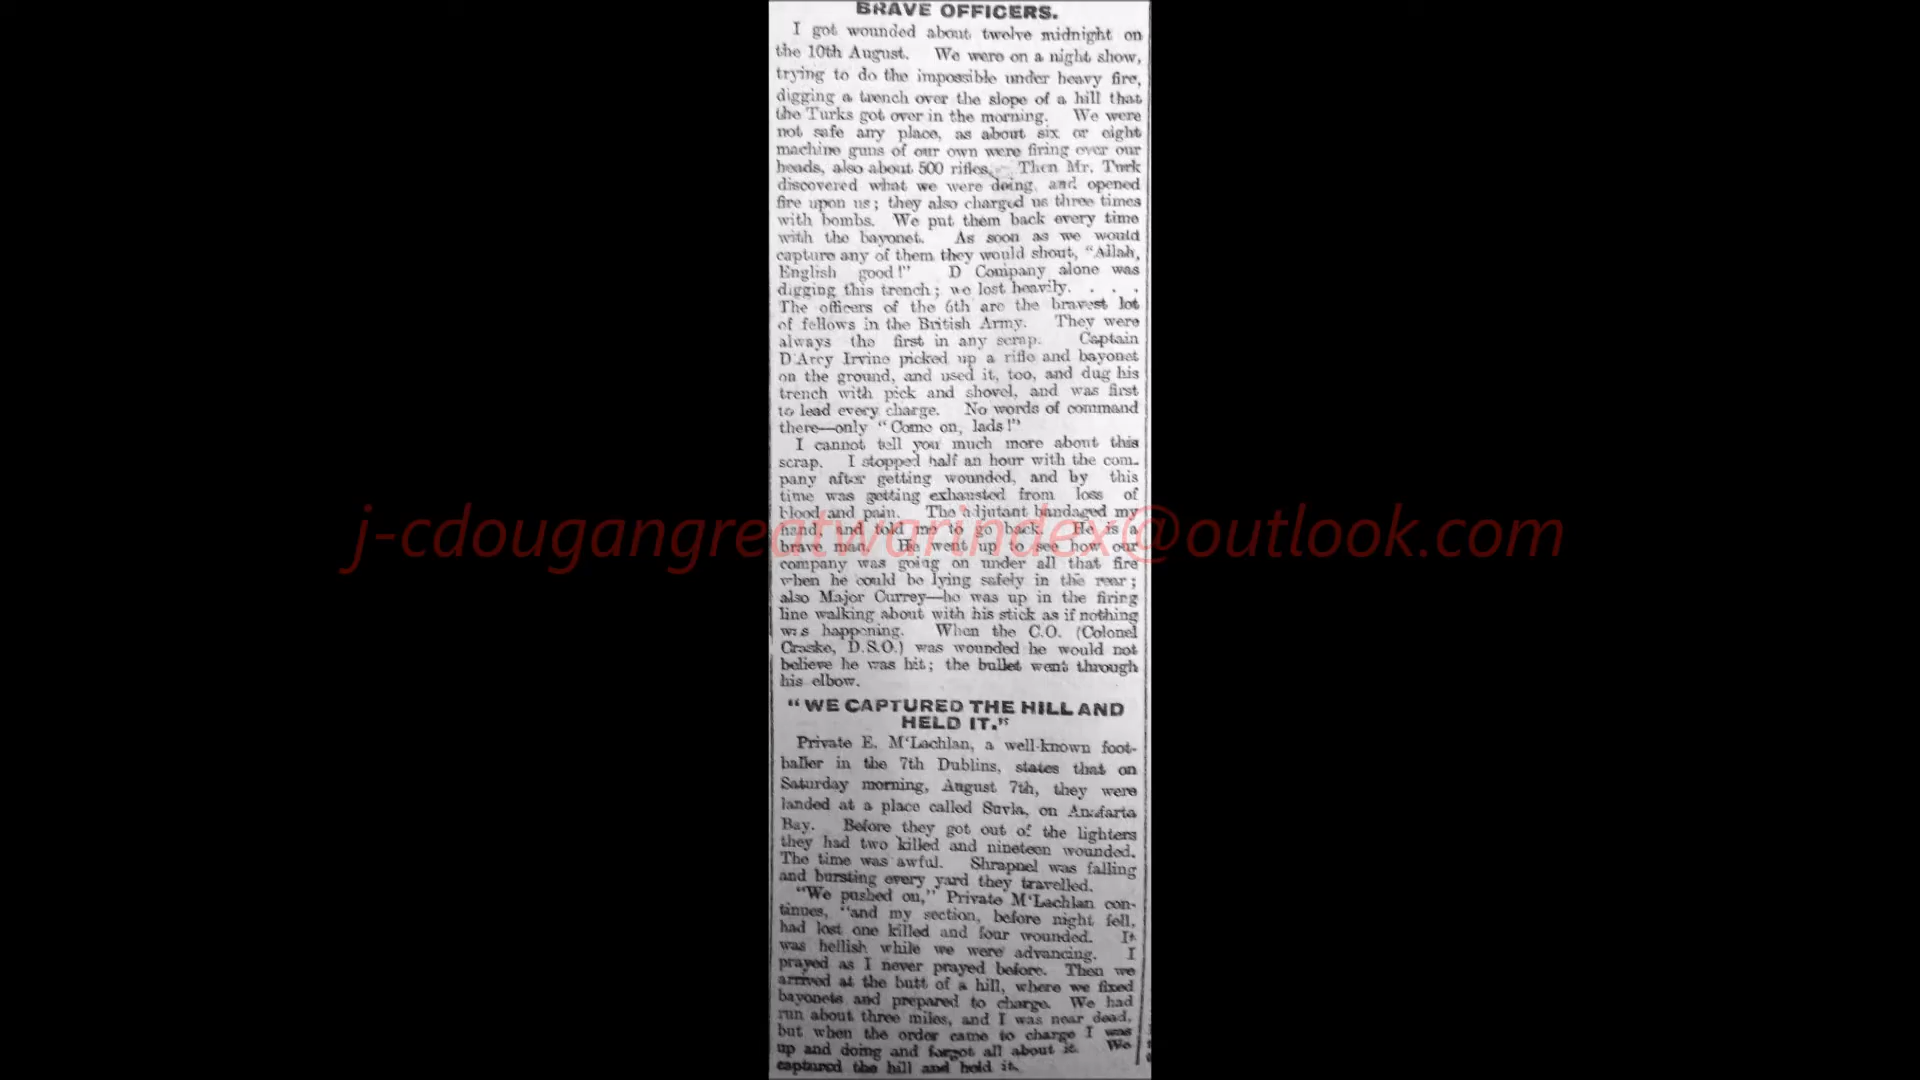 BRAVE OFFICERS.
I got wounded about twelve midnight on
the 10th August. We were on a night show,
trying to do the impossible under heavy fire,
digging a trench over the slope of a hill that
the Turks got over in the morning. We were
not safe any place, as about six or eight
machine guns of our own were firing over our
heads, also about 500 rifles. Then Mr. Turk
discovered what we were doing, and opened
fire upon us; they also charged us three times
with bombs. We put them back every time
with the bayonet. As soon as we would
capture any of them they would shout, "Allah,
English good!" D Company alone was
digging this trench; we lost heavily. . . .
The officers of the 6th are the bravest lot
of fellows in the British Army. They were
always the first in any scrap. Captain
D'Arcy Irvine picked up a rifle and bayonet
on the ground, and used it, too, and dug his
trench with pick and shovel, and was first
to lead every charge. No words of command
there—only "Come on, lads!"
I cannot tell you much more about this
scrap. I stopped half an hour with the com-
pany after getting wounded, and by this
time was getting exhausted from loss of
blood and pain. The adjutant bandaged my
hand, and told me to go back. He is a
brave man. He went up to see how our
company was going on under all that fire
when he could be lying safely in the rear;
also Major Currey—he was up in the firing
line walking about with his stick as if nothing
was happening. When the C.O. (Colonel
Craske, D.S.O.) was wounded he would not
believe he was hit; the bullet went through
his elbow.
"WE CAPTURED THE HILL AND
HELD IT."
Private E. M'Lachlan, a well-known foot-
baller in the 7th Dublins, states that on
Saturday morning, August 7th, they were
landed at a place called Suvla, on Anafarta
Bay. Before they got out of the lighters
they had two killed and nineteen wounded.
The time was awful. Shrapnel was falling
and bursting every yard they travelled.
"We pushed on," Private M'Lachlan con-
tinues, "and my section, before night fell,
had lost one killed and four wounded. It
was hellish while we were advancing. I
prayed as I never prayed before. Then we
arrived at the butt of a hill, where we fixed
bayonets and prepared to charge. We had
run about three miles, and I was near dead,
but when the order came to charge I was
up and doing and forgot all about it. We
captured the hill and held it.
j-cdougangreatwarindex@outlook.com